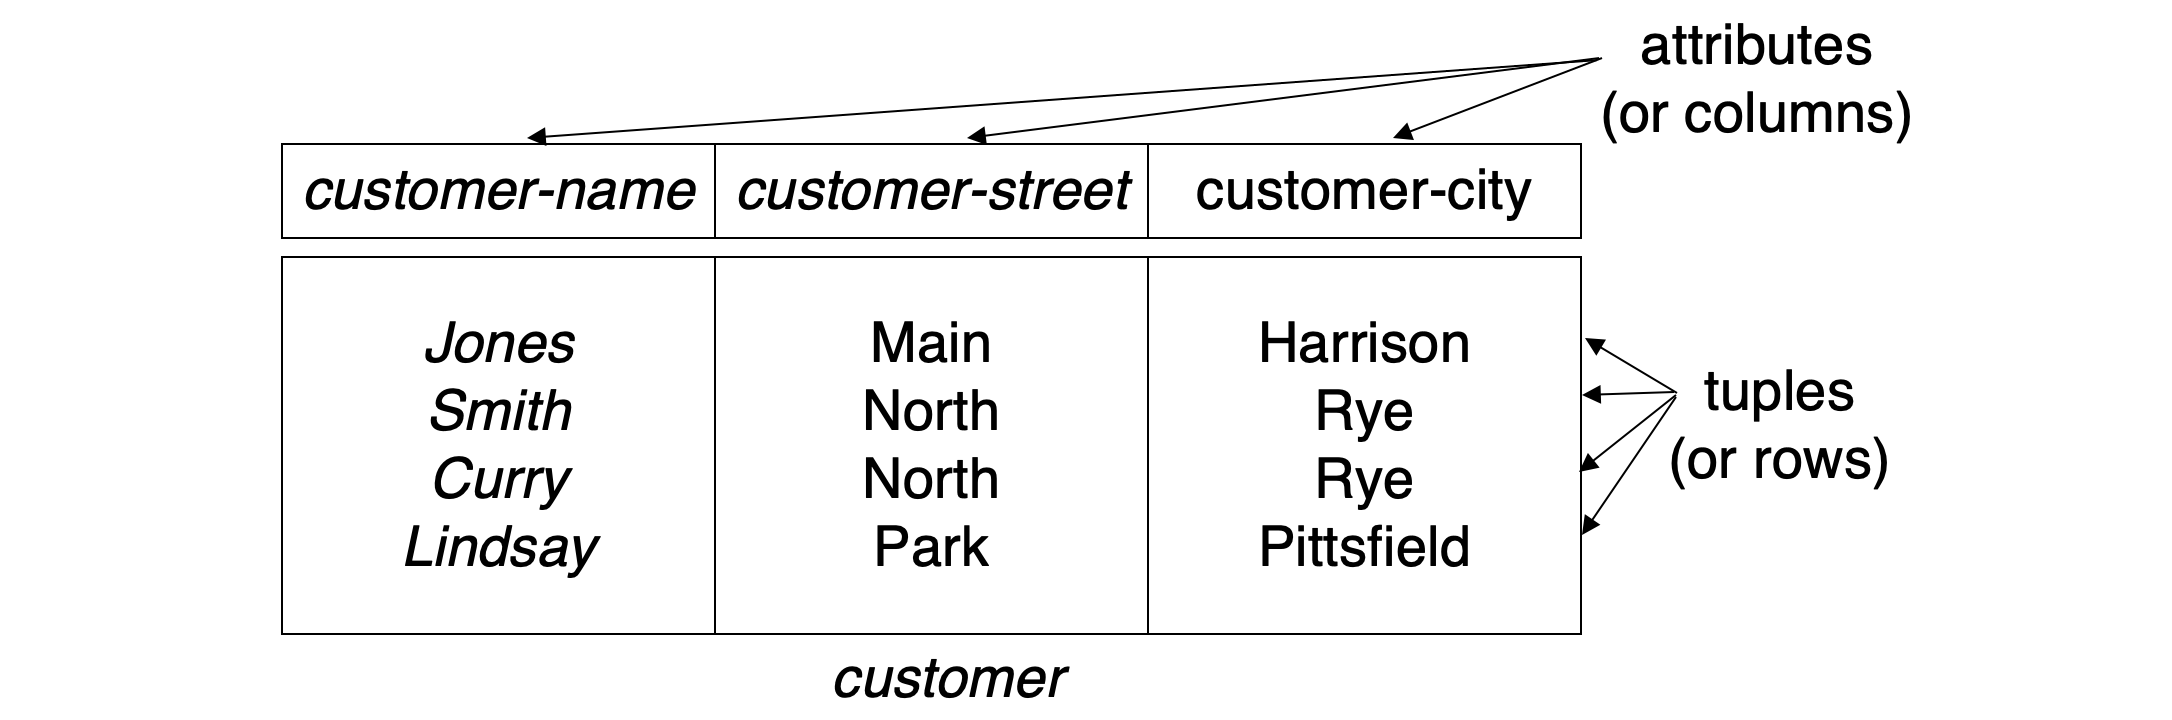 attributes
(or columns)
customer-name customer-street customer-city
Jones Main Harrison
Smith North Rye
Curry North Rye
Lindsay Park Pittsfield
tuples
(or rows)
customer